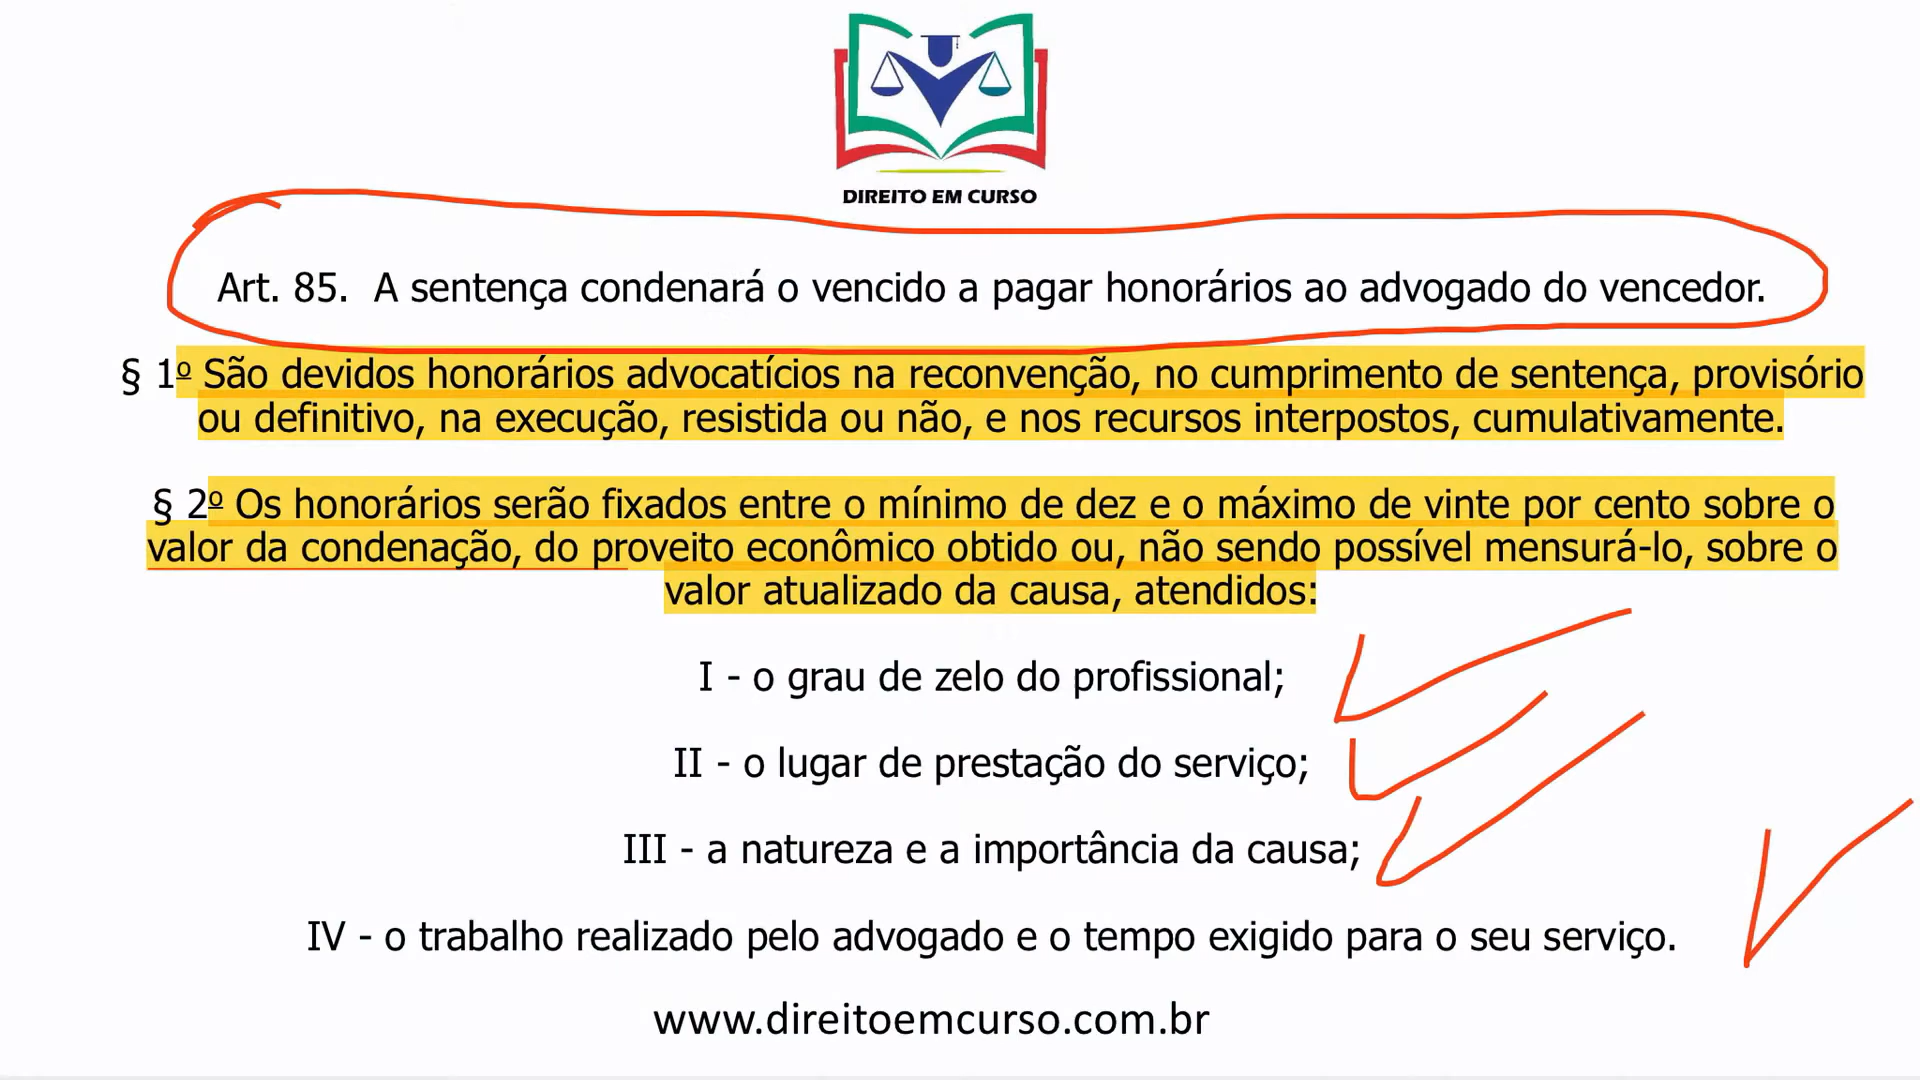 DIREITO EM CURSO
Art. 85.  A sentença condenará o vencido a pagar honorários ao advogado do vencedor.
§ 1º São devidos honorários advocatícios na reconvenção, no cumprimento de sentença, provisório
ou definitivo, na execução, resistida ou não, e nos recursos interpostos, cumulativamente.
§ 2º Os honorários serão fixados entre o mínimo de dez e o máximo de vinte por cento sobre o
valor da condenação, do proveito econômico obtido ou, não sendo possível mensurá-lo, sobre o
valor atualizado da causa, atendidos:
I - o grau de zelo do profissional;
II - o lugar de prestação do serviço;
III - a natureza e a importância da causa;
IV - o trabalho realizado pelo advogado e o tempo exigido para o seu serviço.
www.direitoemcurso.com.br